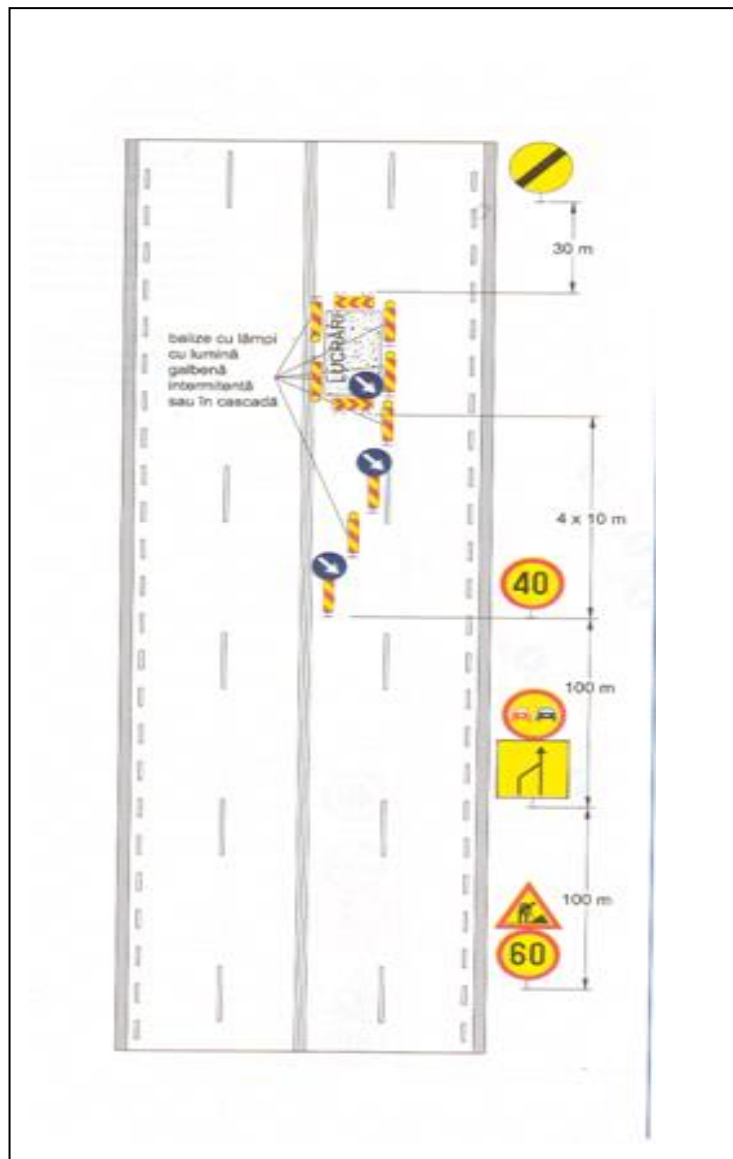 30 m
balize cu lămpi
cu lumină
galbenă
intermitentă
sau în cascadă
LUCRĂRI
4 x 10 m
40
100 m
100 m
60